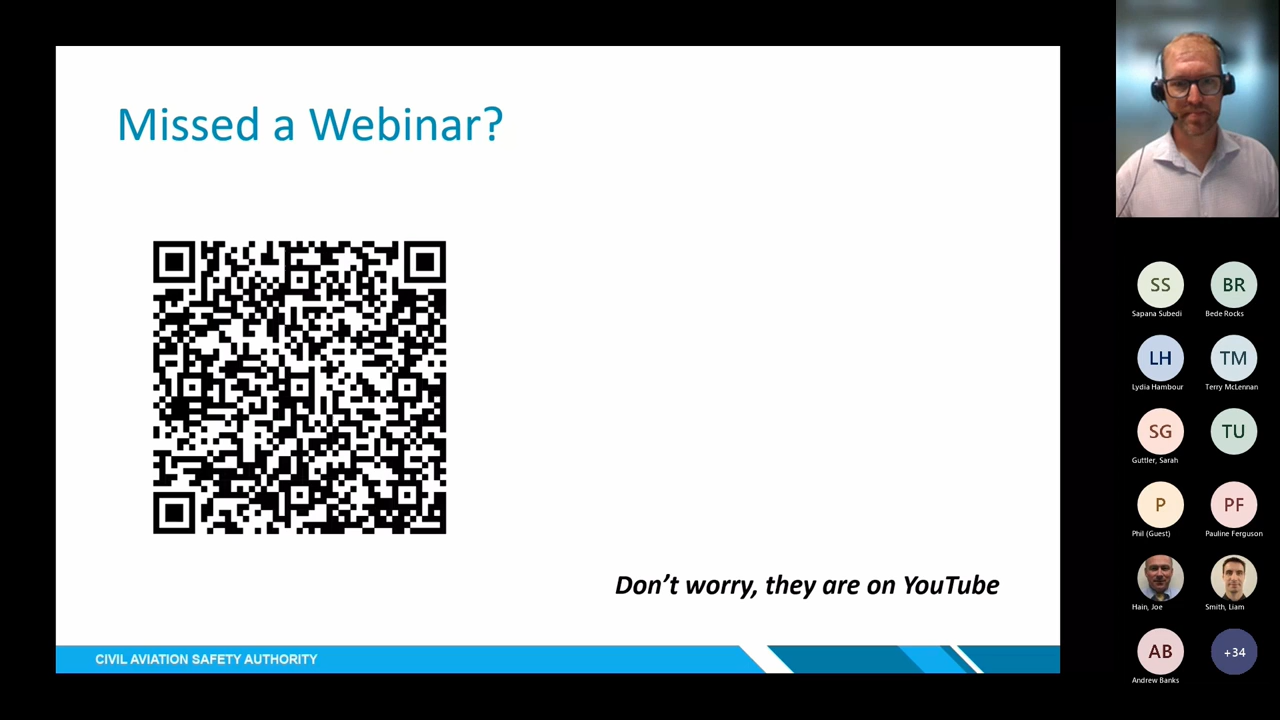 Missed a Webinar?
Don't worry, they are on YouTube
CIVIL AVIATION SAFETY AUTHORITY
SS
BR
Sapana Subedi
Bede Rocks
LH
TM
Lydia Hambour
Terry McLennan
SG
TU
Guttler, Sarah
P
PF
Phil (Guest)
Pauline Ferguson
Hain, Joe
Smith, Liam
AB
+34
Andrew Banks